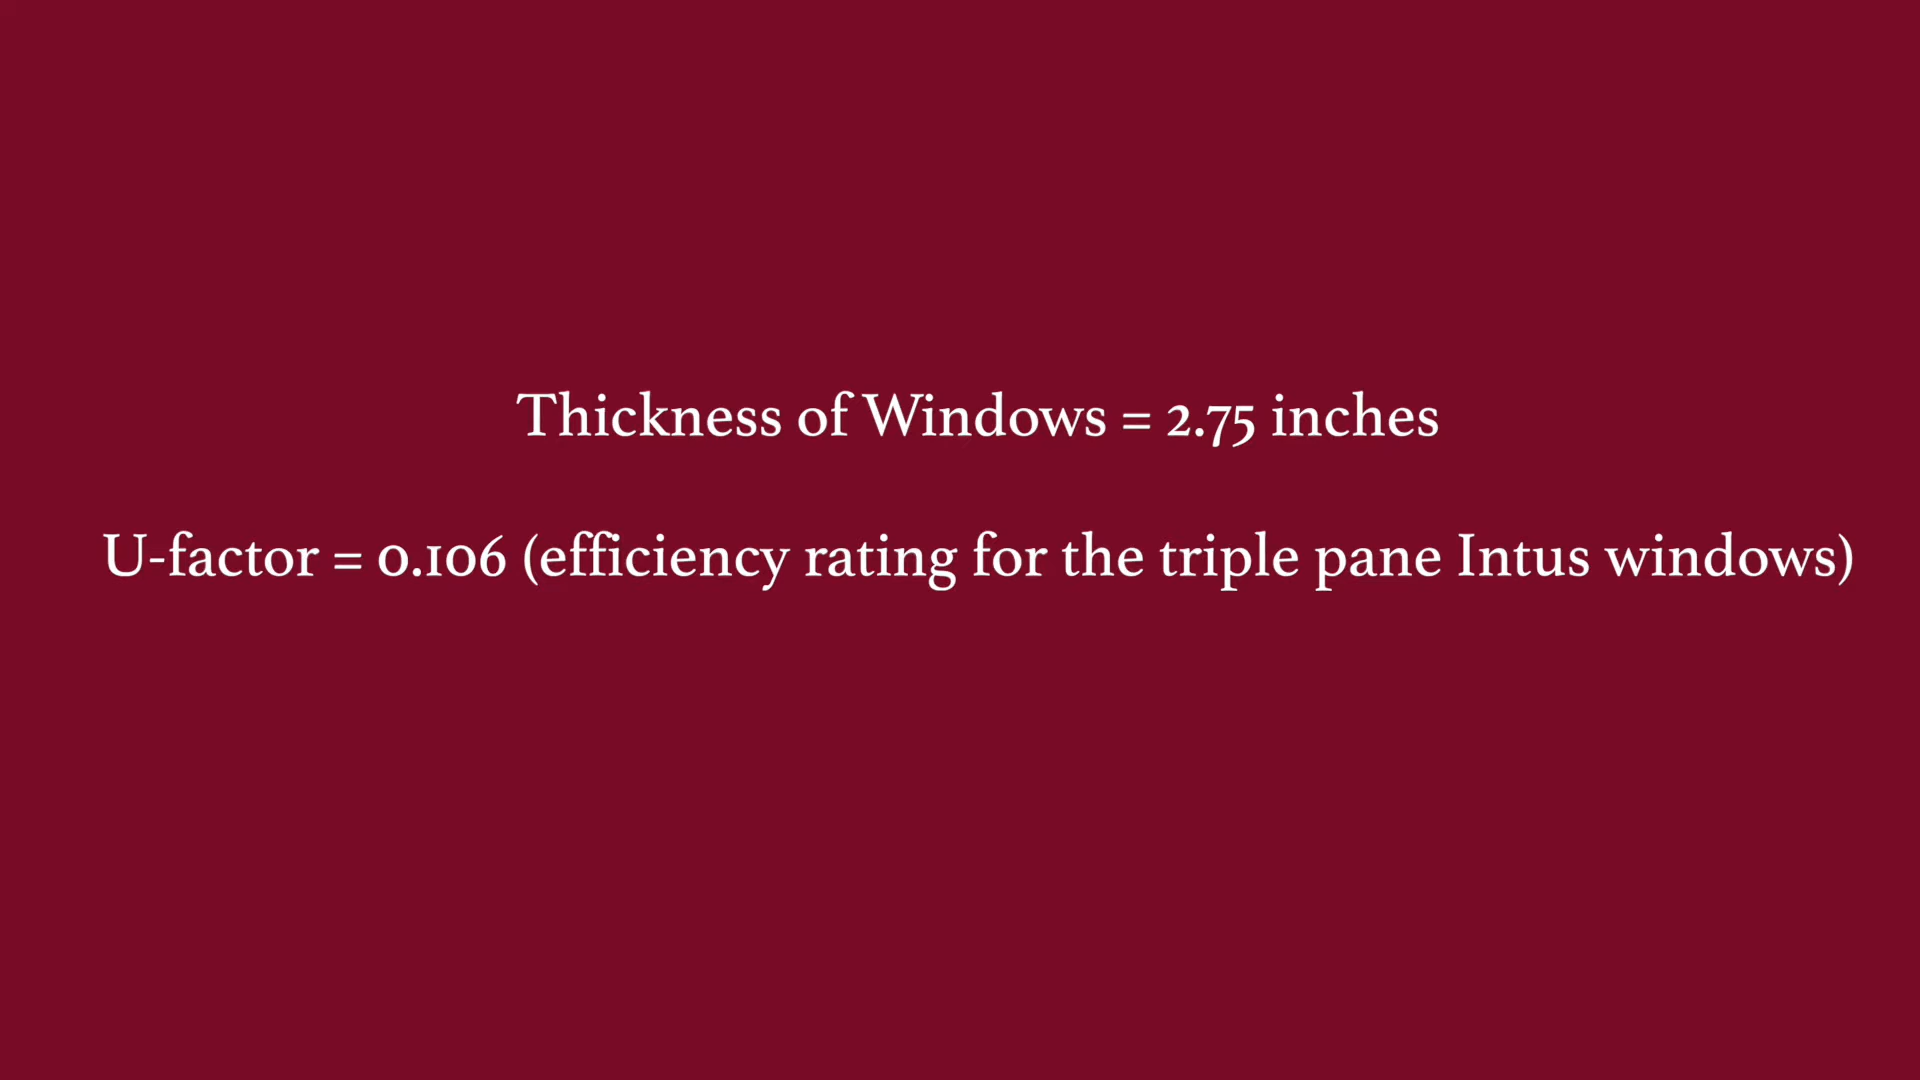 Thickness of Windows = 2.75 inches
U-factor = 0.106 (efficiency rating for the triple pane Intus windows)